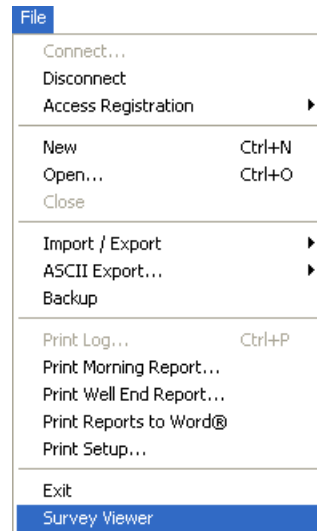 File
Connect...
Disconnect
Access Registration
New Ctrl+N
Open... Ctrl+O
Close
Import / Export
ASCII Export...
Backup
Print Log... Ctrl+P
Print Morning Report...
Print Well End Report...
Print Reports to Word®
Print Setup...
Exit
Survey Viewer